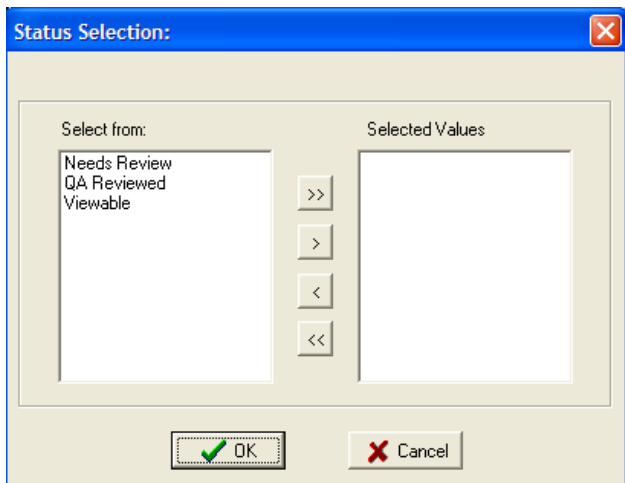 Status Selection:
Select from:
Selected Values
Needs Review
QA Reviewed
Viewable
>>
>
<
<<
OK
Cancel